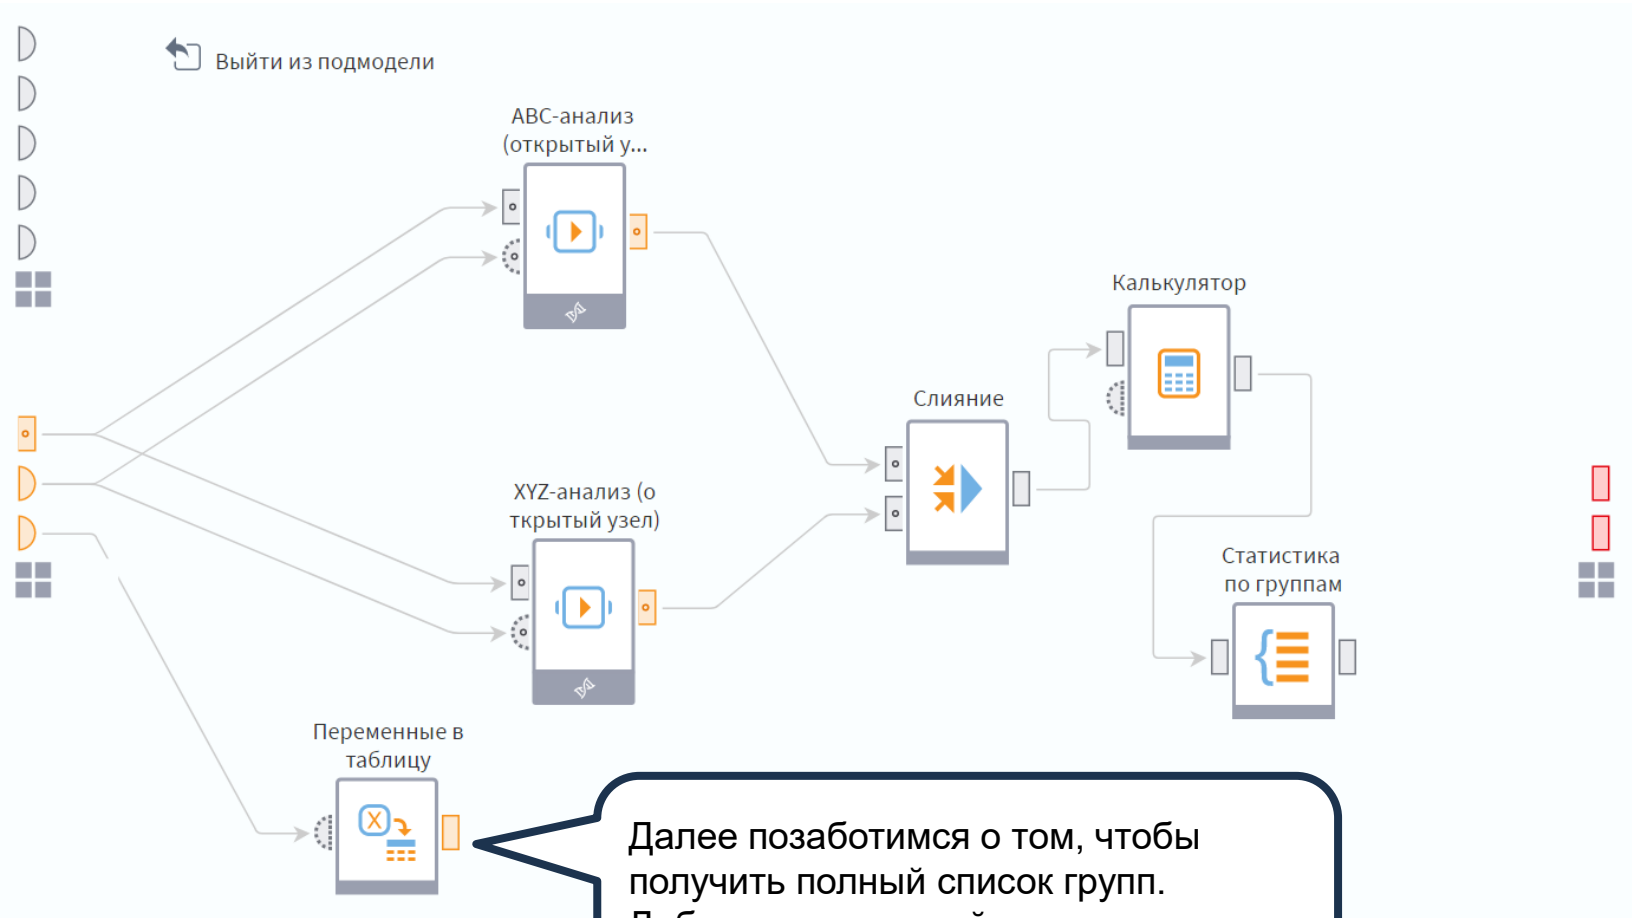 Выйти из подмодели
ABC-анализ
(открытый у...
Калькулятор
Слияние
XYZ-анализ (о
ткрытый узел)
Статистика
по группам
Переменные в
таблицу
Далее позаботимся о том, чтобы
получить полный список групп.